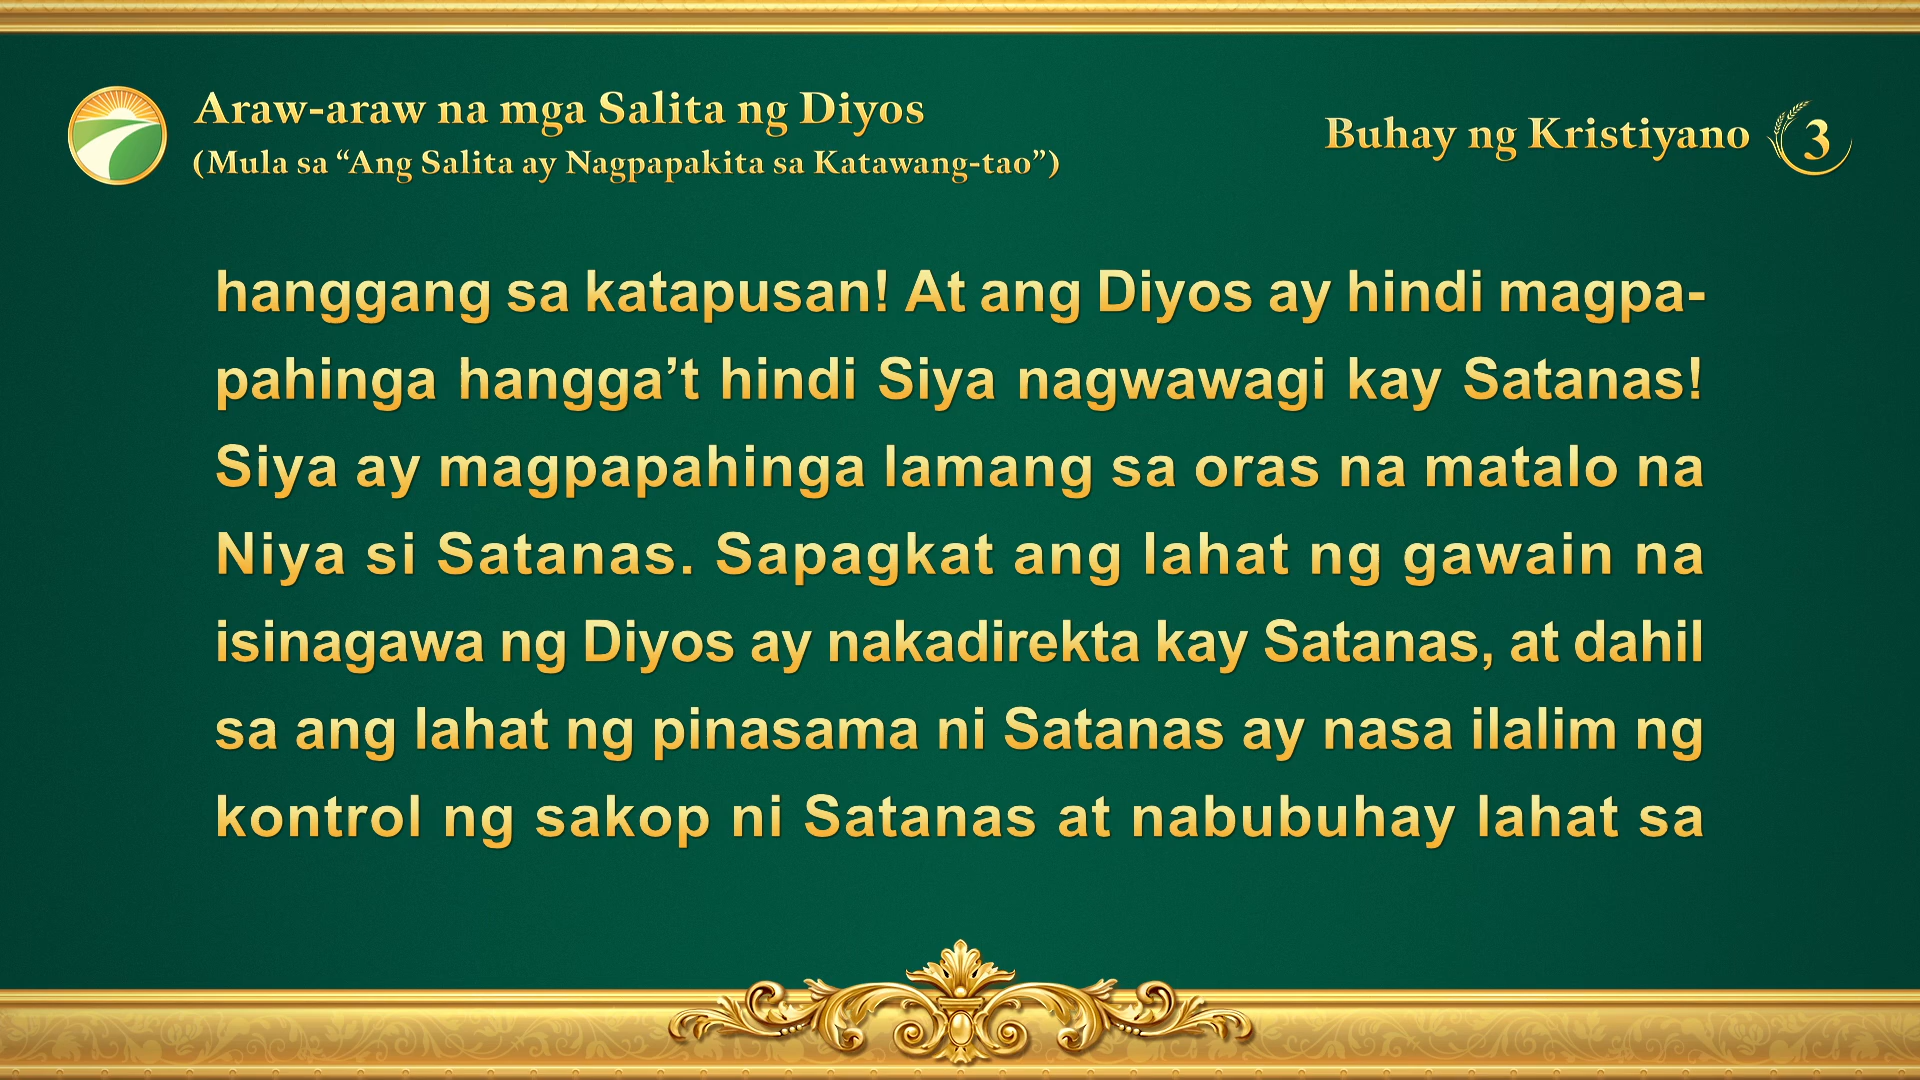 Araw-araw na mga Salita ng Diyos
(Mula sa “Ang Salita ay Nagpapakita sa Katawang-tao”)
Buhay ng Kristiyano 3
hanggang sa katapusan! At ang Diyos ay hindi magpa-
pahinga hangga’t hindi Siya nagwawagi kay Satanas!
Siya ay magpapahinga lamang sa oras na matalo na
Niya si Satanas. Sapagkat ang lahat ng gawain na
isinagawa ng Diyos ay nakadirekta kay Satanas, at dahil
sa ang lahat ng pinasama ni Satanas ay nasa ilalim ng
kontrol ng sakop ni Satanas at nabubuhay lahat sa